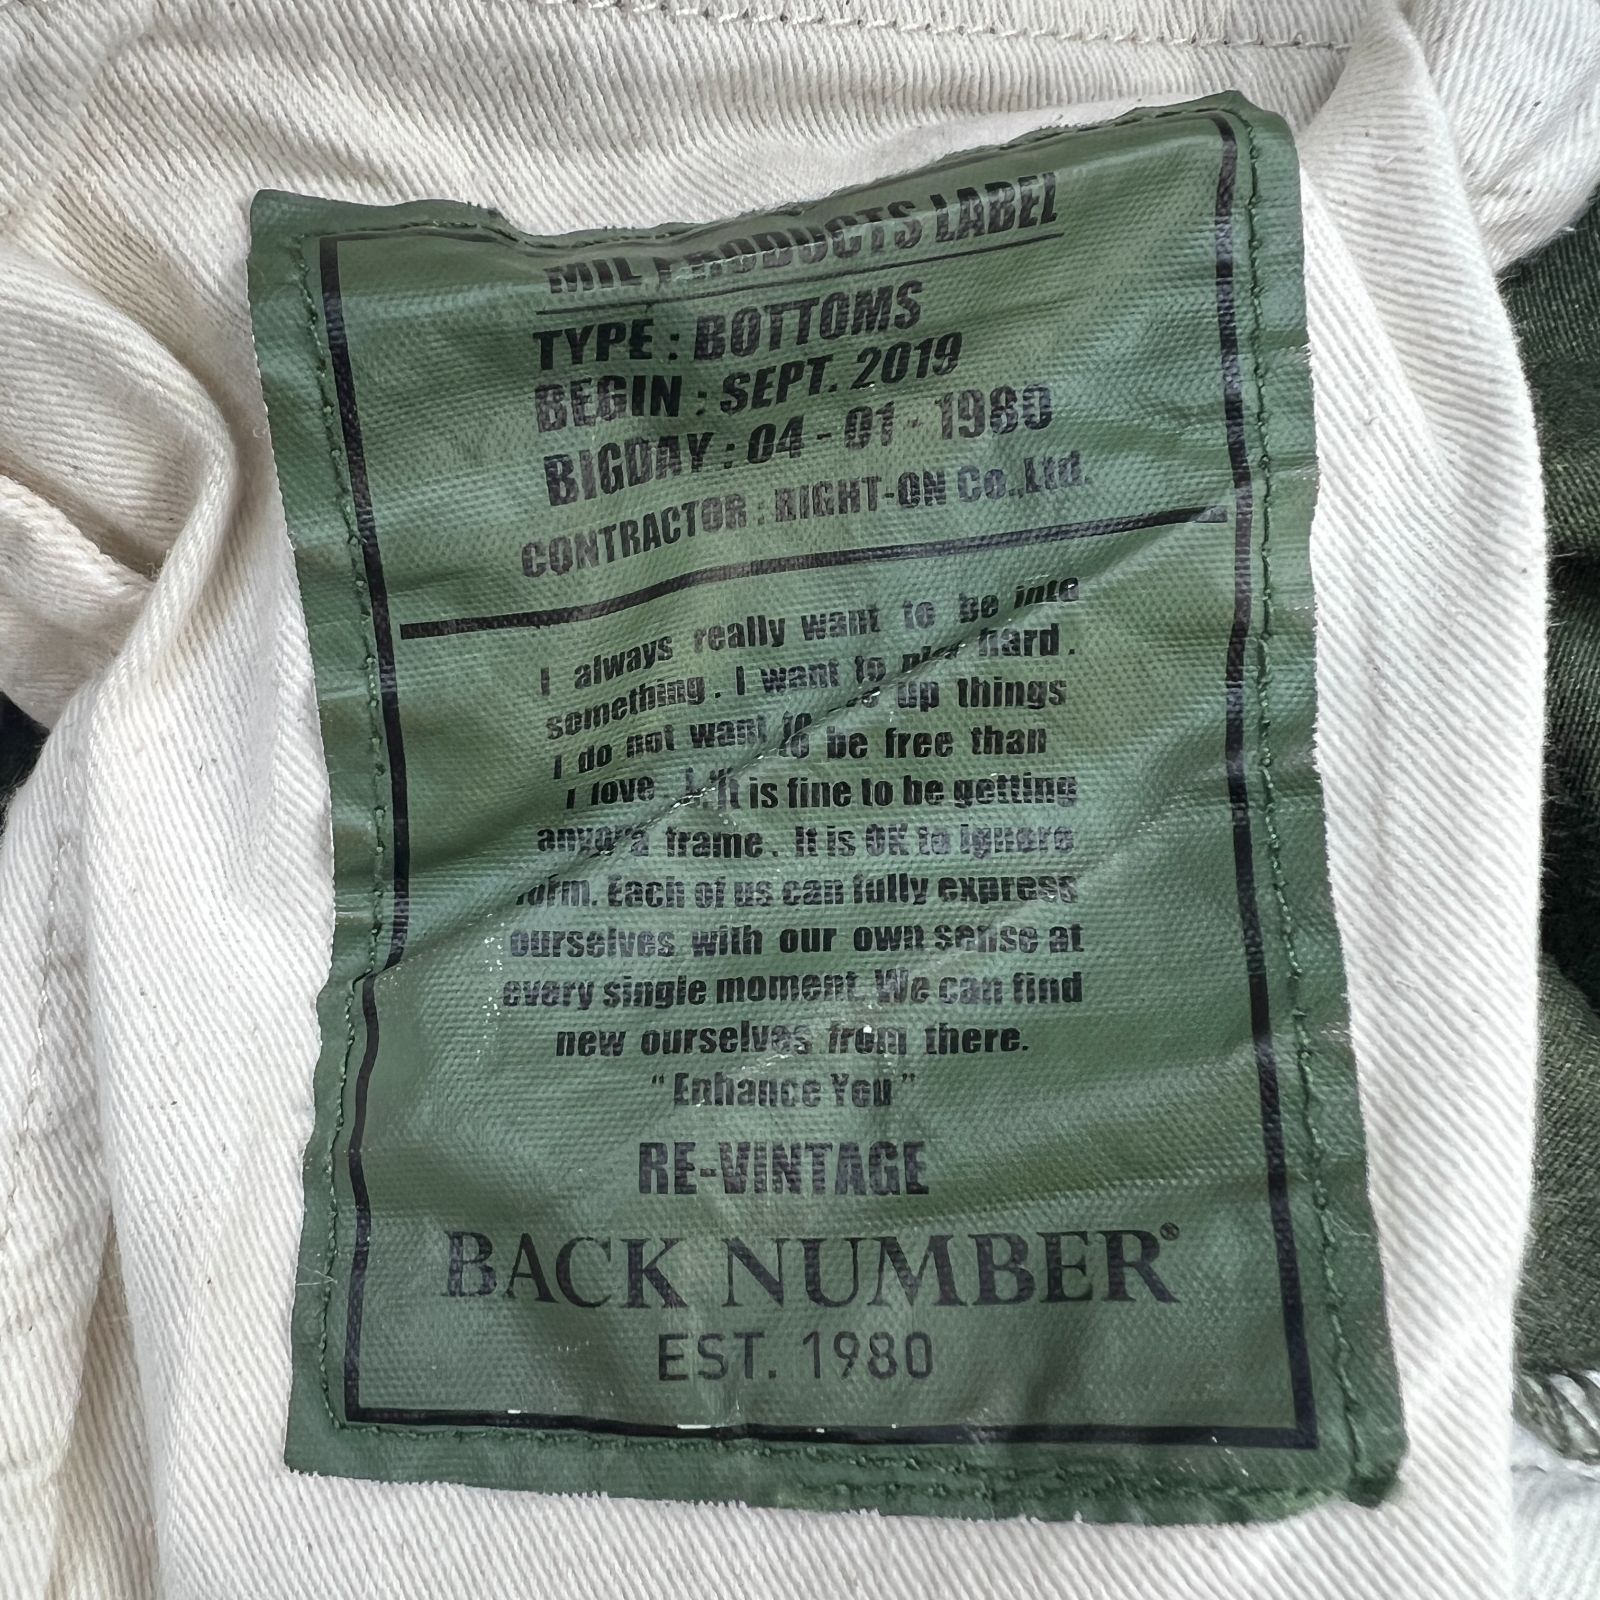 MIL PRODUCTS LABEL
TYPE : BOTTOMS
BEGIN : SEPT. 2019
BIGDAY : 04 - 01 - 1980
CONTRACTOR : RIGHT-ON Co.,Ltd.
I always really want to be into
something. I want to hard.
I do not want to up things
I love. to be free than
It is fine to be getting
a frame. It is OK to ignore
form. Each of us can fully express
ourselves with our own sense at
every single moment. We can find
new ourselves from there.
"Enhance You"
RE-VINTAGE
BACK NUMBER®
EST. 1980